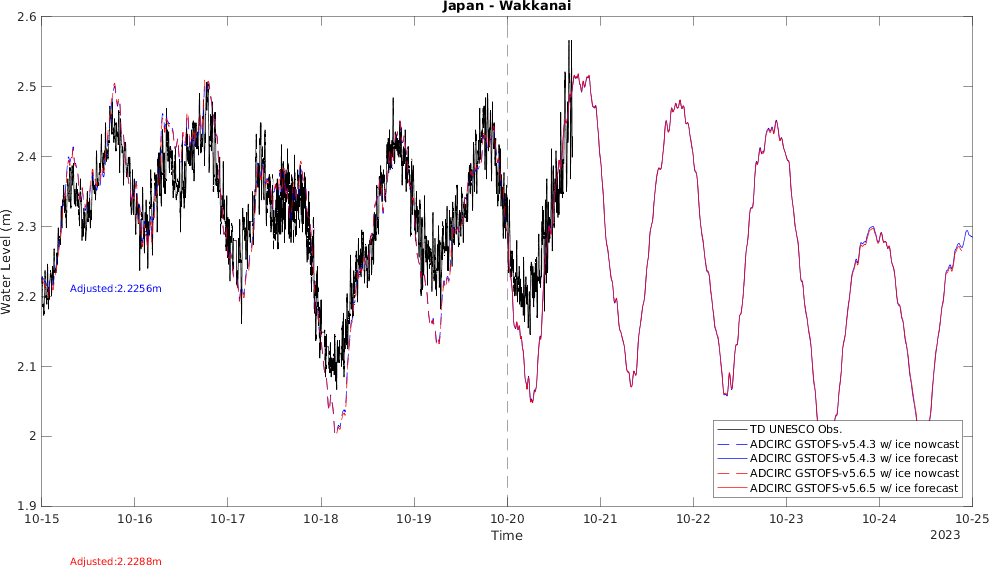 Japan - Wakkanai
2.6
2.5
2.4
2.3
2.2
2.1
2
1.9
Water Level (m)
Adjusted:2.2256m
TD UNESCO Obs.
ADCIRC GSTOFS-v5.4.3 w/ ice nowcast
ADCIRC GSTOFS-v5.4.3 w/ ice forecast
ADCIRC GSTOFS-v5.6.5 w/ ice nowcast
ADCIRC GSTOFS-v5.6.5 w/ ice forecast
10-15 10-16 10-17 10-18 10-19 10-20 10-21 10-22 10-23 10-24 10-25
Time
2023
Adjusted:2.2288m